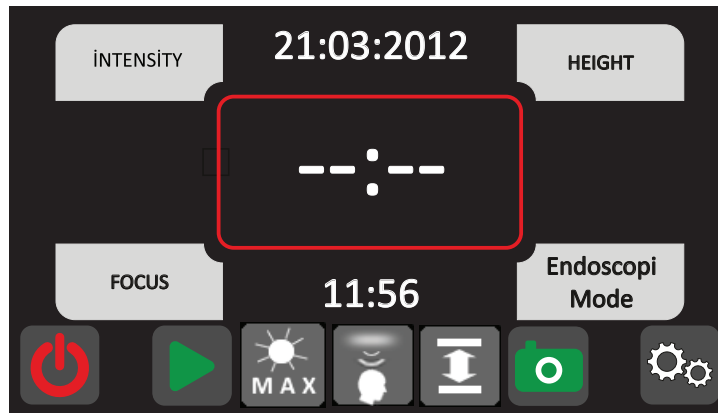 İNTENSİTY
21:03:2012
HEIGHT
--:--
FOCUS
11:56
Endoscopi
Mode
MAX